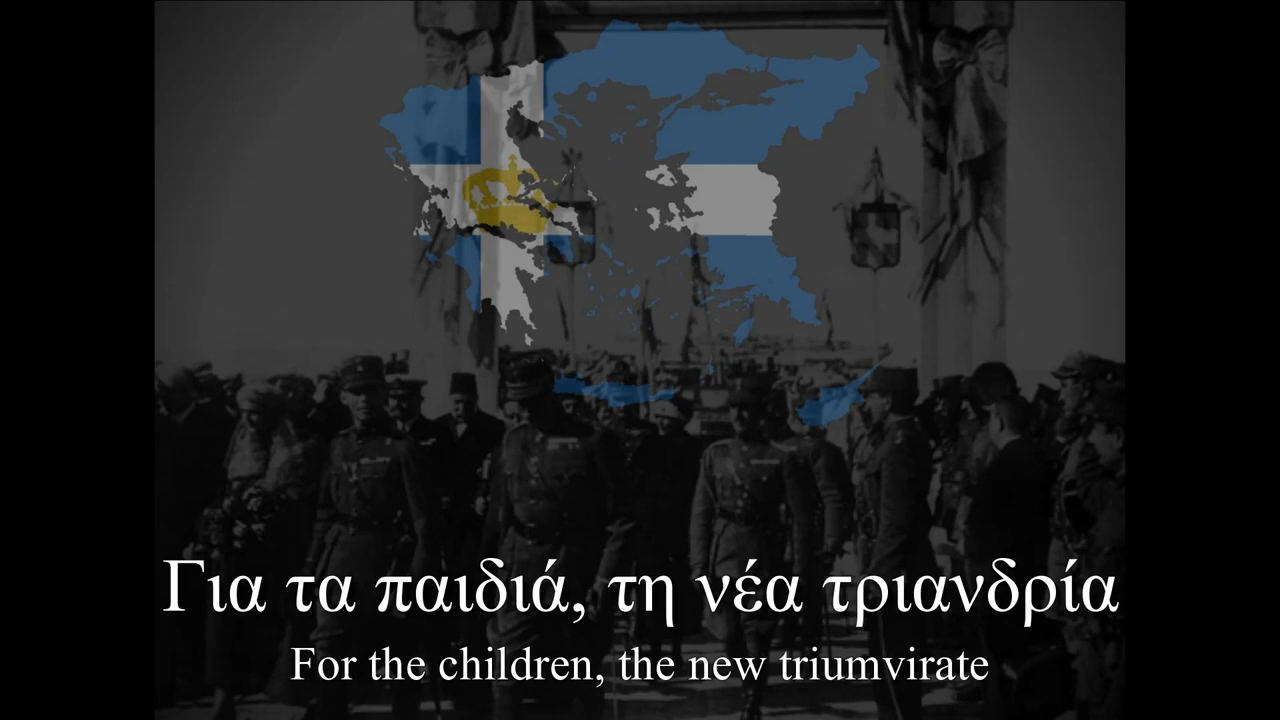 Για τα παιδιά, τη νέα τριανδρία
For the children, the new triumvirate